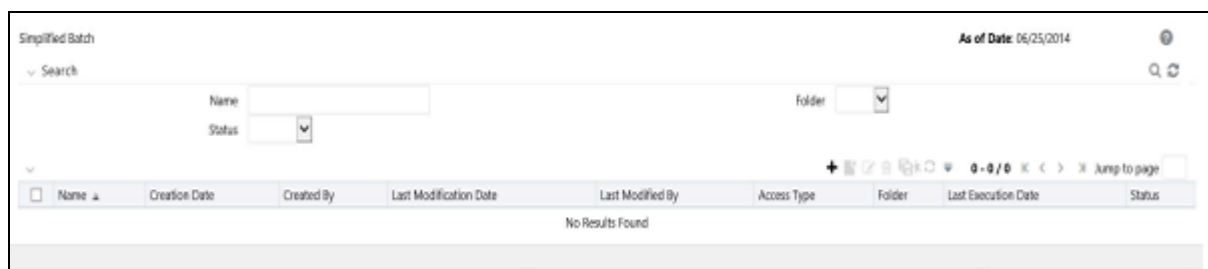 Simplified Batch As of Date: 06/25/2014
Search
Name Folder
Status
0-0/0 Jump to page
Name Creation Date Created By Last Modification Date Last Modified By Access Type Folder Last Execution Date Status
No Results Found